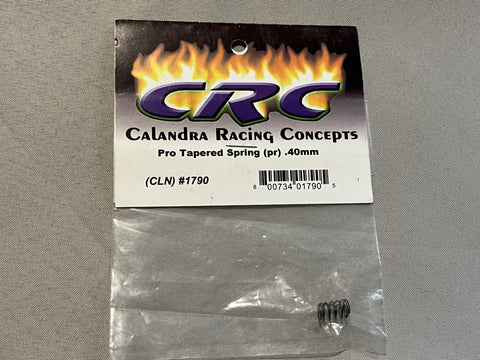 CRC
Calandra Racing Concepts
Pro Tapered Spring (pr) .40mm
(CLN) #1790
8 00734 01790 5